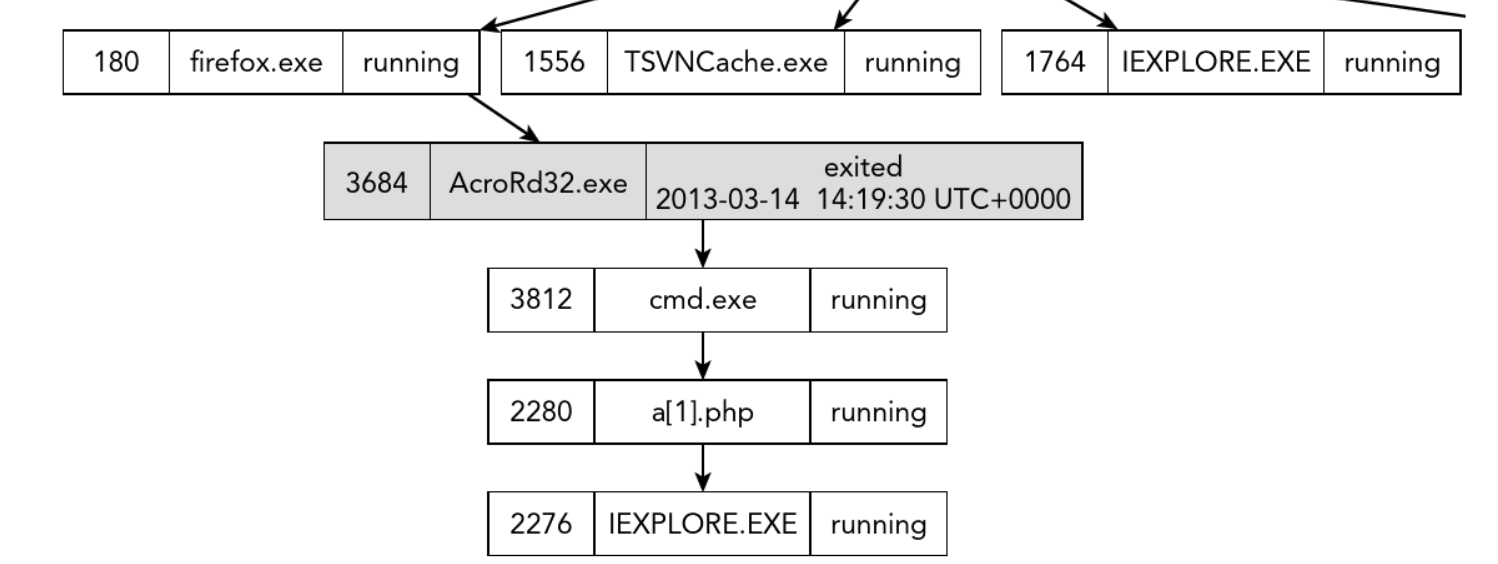 180 firefox.exe running 1556 TSVNCache.exe running 1764 IEXPLORE.EXE running
3684 AcroRd32.exe exited
2013-03-14 14:19:30 UTC+0000
3812 cmd.exe running
2280 a[1].php running
2276 IEXPLORE.EXE running